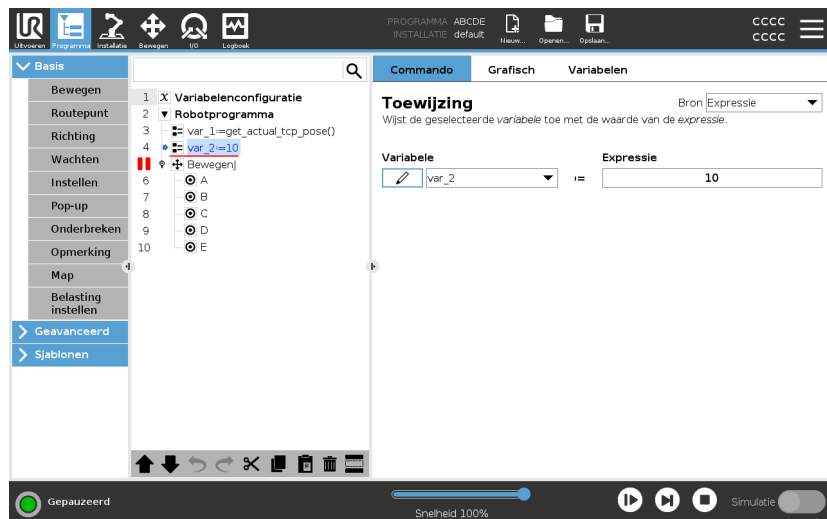 UR
Uitvoeren Programma Installatie Bewegen I/O Logboek
PROGRAMMA ABCDE
INSTALLATIE default
Nieuw... Openen... Opslaan...
cccc
cccc
Basis
Bewegen
Routepunt
Richting
Wachten
Instellen
Pop-up
Onderbreken
Opmerking
Map
Belasting
instellen
Geavanceerd
Sjablonen
1 X Variabelenconfiguratie
2 Robotprogramma
3 var_1:=get_actual_tcp_pose()
4 var_2:=10
BewegenJ
6 A
7 B
8 C
9 D
10 E
Commando Grafisch Variabelen
Toewijzing
Bron Expressie
Wijst de geselecteerde variabele toe met de waarde van de expressie.
Variabele Expressie
var_2 := 10
Gepauzeerd
Snelheid 100%
Simulatie